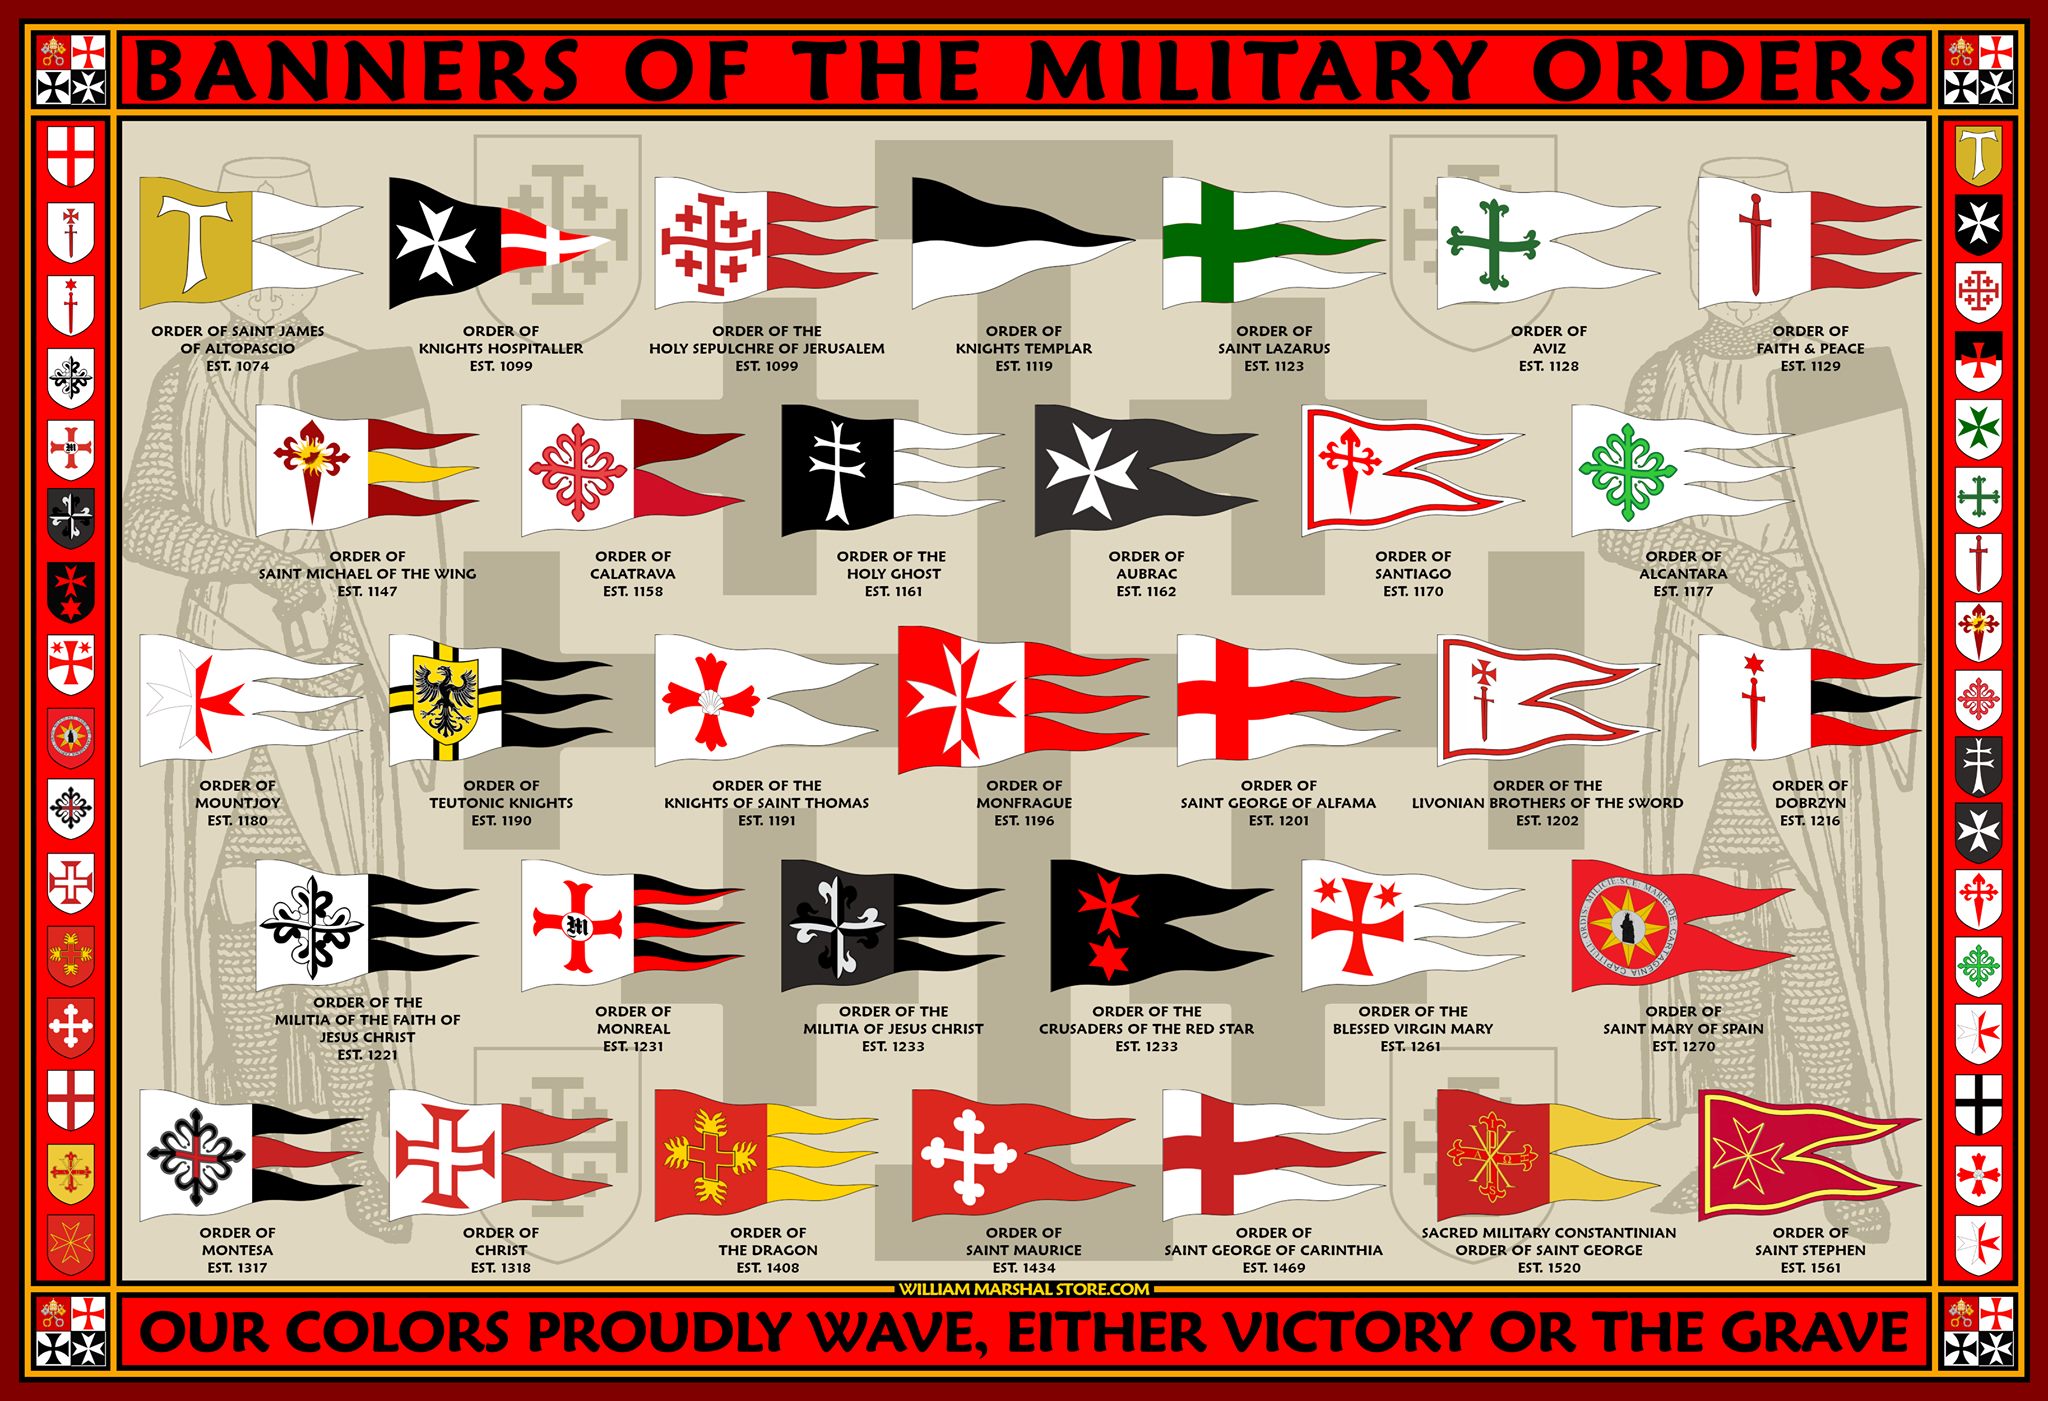 BANNERS OF THE MILITARY ORDERS
ORDER OF SAINT JAMES
OF ALTOPASCIO
EST. 1074
ORDER OF
KNIGHTS HOSPITALLER
EST. 1099
ORDER OF THE
HOLY SEPULCHRE OF JERUSALEM
EST. 1099
ORDER OF
KNIGHTS TEMPLAR
EST. 1119
ORDER OF
SAINT LAZARUS
EST. 1123
ORDER OF
AVIZ
EST. 1128
ORDER OF
FAITH & PEACE
EST. 1129
ORDER OF
SAINT MICHAEL OF THE WING
EST. 1147
ORDER OF
CALATRAVA
EST. 1158
ORDER OF THE
HOLY GHOST
EST. 1161
ORDER OF
AUBRAC
EST. 1162
ORDER OF
SANTIAGO
EST. 1170
ORDER OF
ALCANTARA
EST. 1177
ORDER OF
MOUNTJOY
EST. 1180
ORDER OF
TEUTONIC KNIGHTS
EST. 1190
ORDER OF THE
KNIGHTS OF SAINT THOMAS
EST. 1191
ORDER OF
MONFRAGUE
EST. 1196
ORDER OF
SAINT GEORGE OF ALFAMA
EST. 1201
ORDER OF THE
LIVONIAN BROTHERS OF THE SWORD
EST. 1202
ORDER OF
DOBRZYN
EST. 1216
ORDER OF THE
MILITIA OF THE FAITH OF
JESUS CHRIST
EST. 1221
M
ORDER OF
MONREAL
EST. 1231
ORDER OF THE
MILITIA OF JESUS CHRIST
EST. 1233
ORDER OF THE
CRUSADERS OF THE RED STAR
EST. 1233
ORDER OF THE
BLESSED VIRGIN MARY
EST. 1261
ORDIS: MILICIE: SCE: MARIE: DE: CARTAGENIA CAPITULI:
ORDER OF
SAINT MARY OF SPAIN
EST. 1270
ORDER OF
MONTESA
EST. 1317
ORDER OF
CHRIST
EST. 1318
ORDER OF
THE DRAGON
EST. 1408
ORDER OF
SAINT MAURICE
EST. 1434
ORDER OF
SAINT GEORGE OF CARINTHIA
EST. 1469
SACRED MILITARY CONSTANTINIAN
ORDER OF SAINT GEORGE
EST. 1520
ORDER OF
SAINT STEPHEN
EST. 1561
WILLIAM MARSHAL STORE.COM
OUR COLORS PROUDLY WAVE, EITHER VICTORY OR THE GRAVE